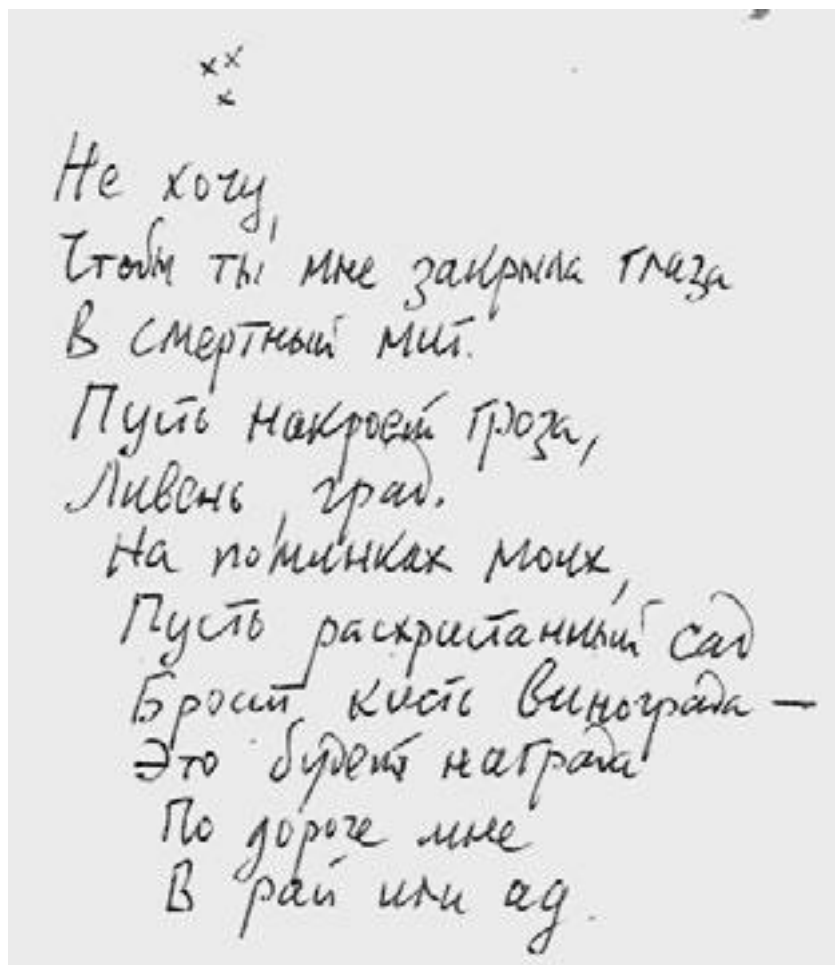 х х
х
Не хочу,
Чтобы ты мне закрыла глаза
В смертный миг.
Пусть накроет гроза,
Ливень, град.
На поминках моих,
Пусть расхристанный сад
Бросит кисть винограда –
Это будет награда
По дороге мне
В рай или ад.